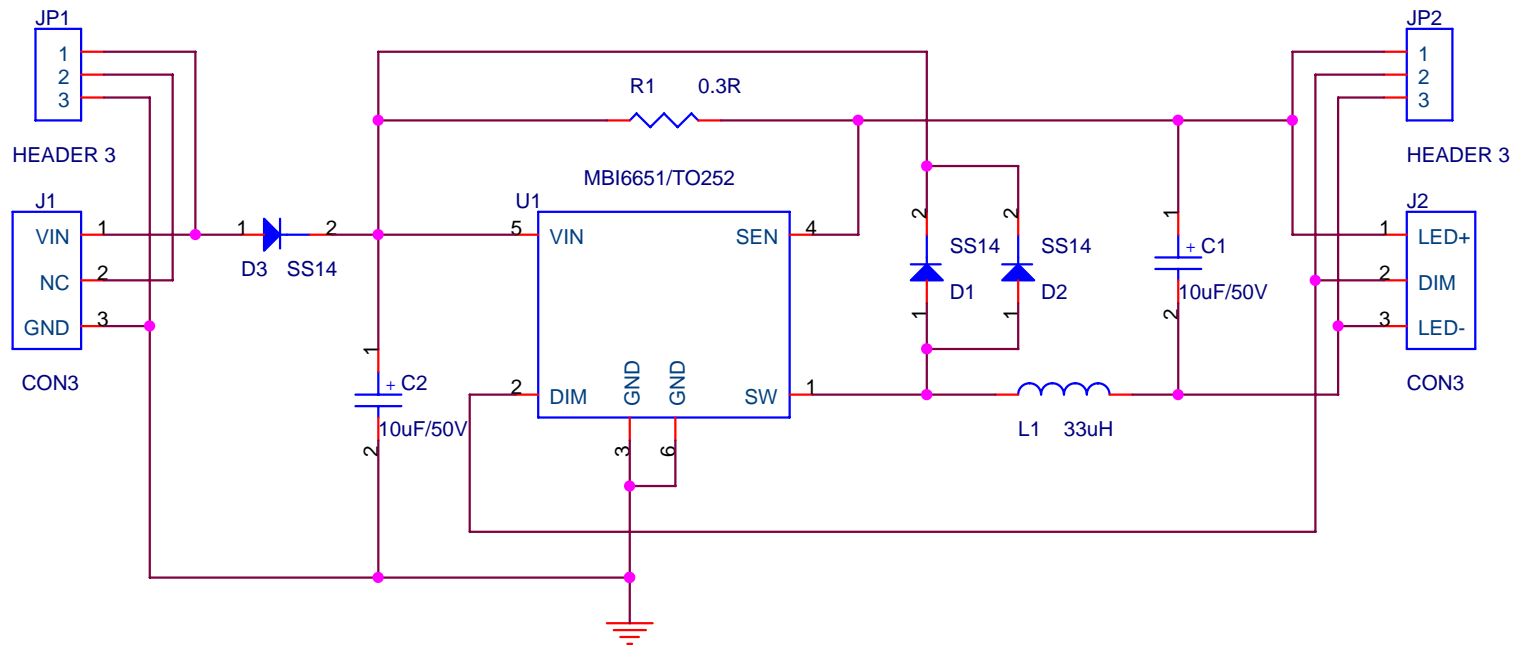 JP1
1
2
3
HEADER 3
J1
VIN 1
NC 2
GND 3
CON3
1 2
D3 SS14
R1 0.3R
MBI6651/TO252
U1
5 VIN
SEN 4
2 DIM
GND
GND
SW 1
3
6
1
+ C2
10uF/50V
2
2
SS14
D1
1
2
SS14
D2
1
1
+ C1
10uF/50V
2
L1 33uH
JP2
1
2
3
HEADER 3
J2
1 LED+
2 DIM
3 LED-
CON3